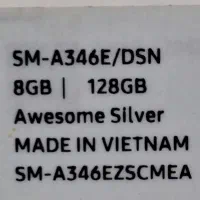 SM-A346E/DSN
8GB | 128GB
Awesome Silver
MADE IN VIETNAM
SM-A346EZSCMEA